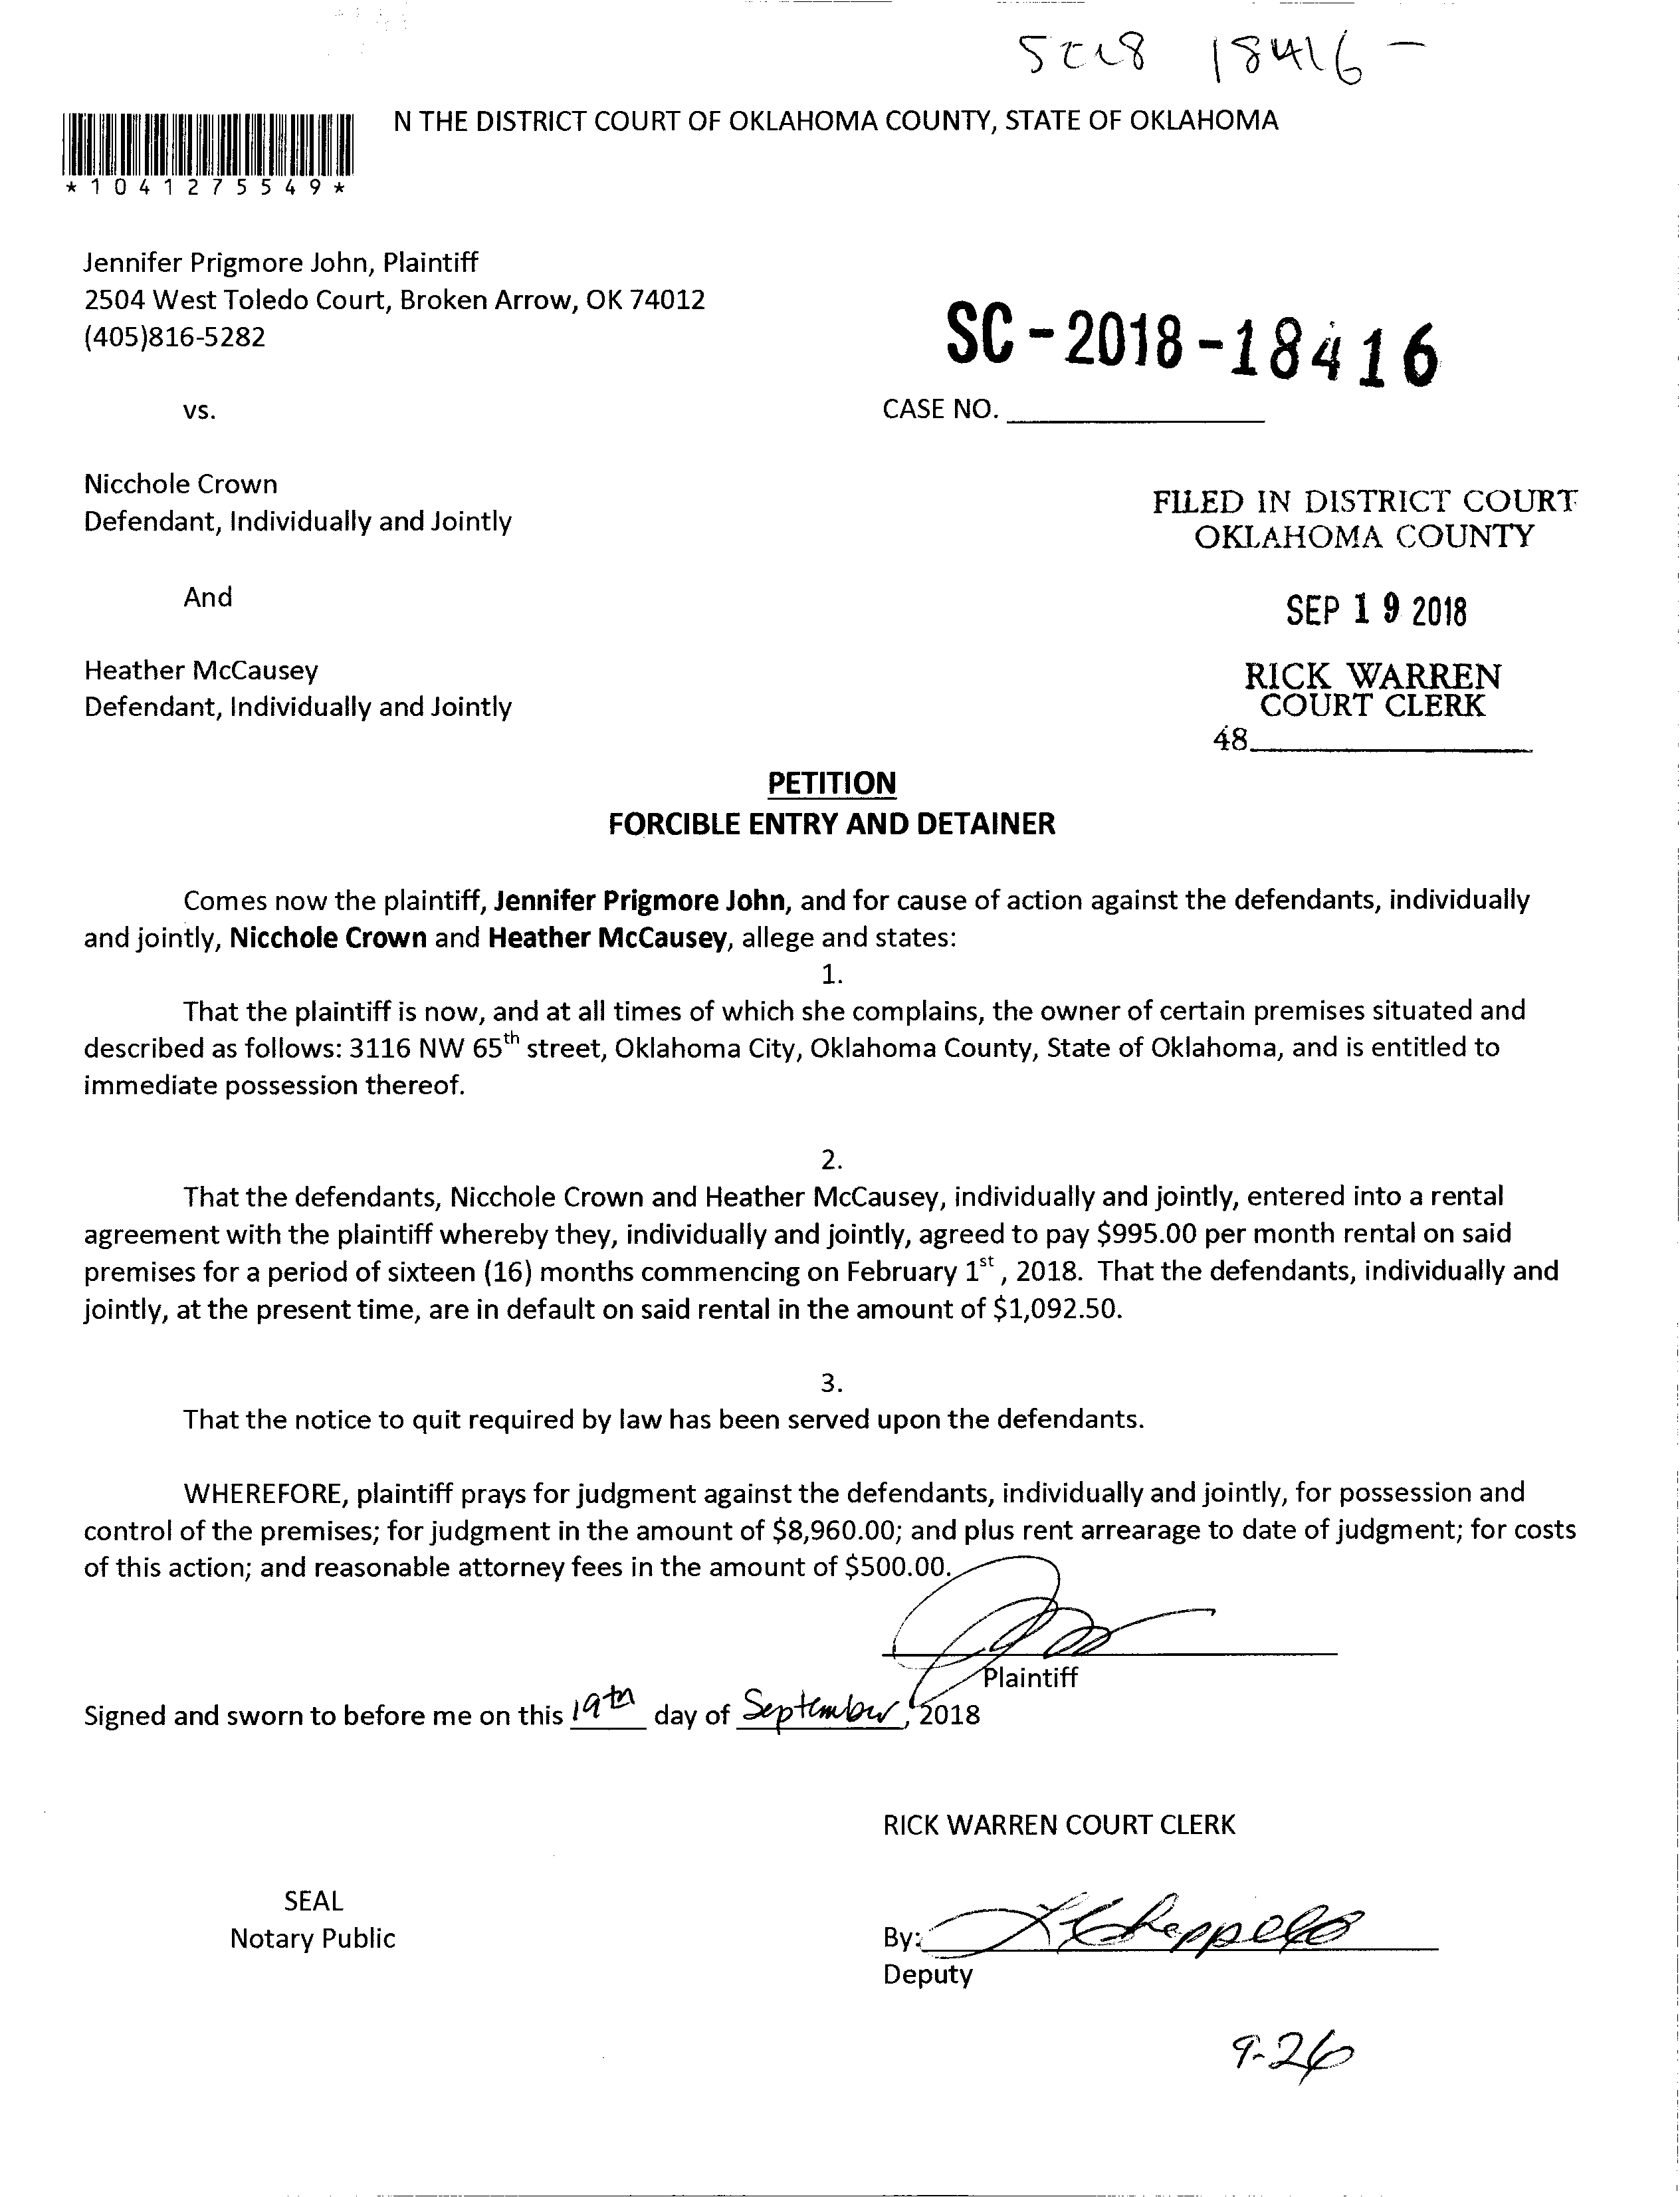 SC18 18416-
N THE DISTRICT COURT OF OKLAHOMA COUNTY, STATE OF OKLAHOMA
*1041275549*
Jennifer Prigmore John, Plaintiff
2504 West Toledo Court, Broken Arrow, OK 74012
(405)816-5282
SC-2018-18416
vs.
CASE NO.
Nicchole Crown
Defendant, Individually and Jointly
FILED IN DISTRICT COURT
OKLAHOMA COUNTY
And
SEP 19 2018
Heather McCausey
Defendant, Individually and Jointly
RICK WARREN
COURT CLERK
48
PETITION
FORCIBLE ENTRY AND DETAINER
Comes now the plaintiff, Jennifer Prigmore John, and for cause of action against the defendants, individually
and jointly, Nicchole Crown and Heather McCausey, allege and states:
1.
That the plaintiff is now, and at all times of which she complains, the owner of certain premises situated and
described as follows: 3116 NW 65th street, Oklahoma City, Oklahoma County, State of Oklahoma, and is entitled to
immediate possession thereof.
2.
That the defendants, Nicchole Crown and Heather McCausey, individually and jointly, entered into a rental
agreement with the plaintiff whereby they, individually and jointly, agreed to pay $995.00 per month rental on said
premises for a period of sixteen (16) months commencing on February 1st , 2018. That the defendants, individually and
jointly, at the present time, are in default on said rental in the amount of $1,092.50.
3.
That the notice to quit required by law has been served upon the defendants.
WHEREFORE, plaintiff prays for judgment against the defendants, individually and jointly, for possession and
control of the premises; for judgment in the amount of $8,960.00; and plus rent arrearage to date of judgment; for costs
of this action; and reasonable attorney fees in the amount of $500.00.
Plaintiff
Signed and sworn to before me on this 19th day of September, 2018
RICK WARREN COURT CLERK
SEAL
Notary Public
By:
Deputy
9-26